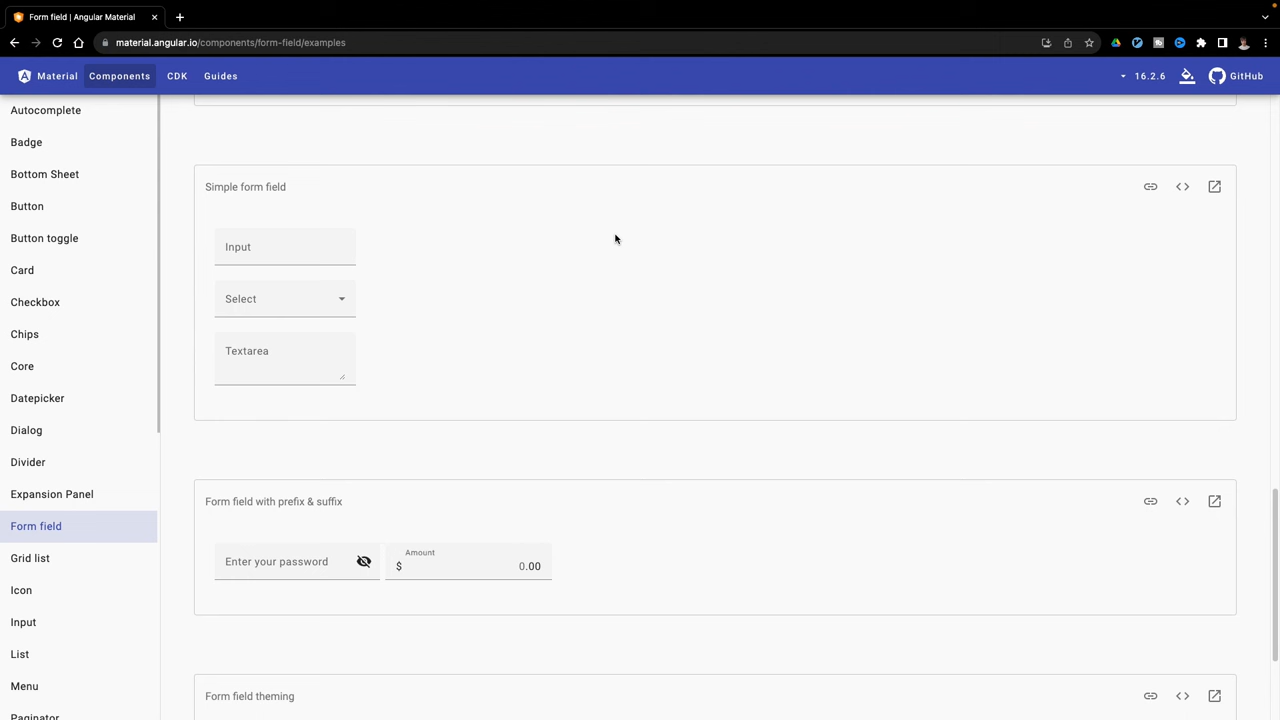 Form field | Angular Material
material.angular.io/components/form-field/examples
Material
Components
CDK
Guides
16.2.6
GitHub
Autocomplete
Badge
Bottom Sheet
Button
Button toggle
Card
Checkbox
Chips
Core
Datepicker
Dialog
Divider
Expansion Panel
Form field
Grid list
Icon
Input
List
Menu
Paginator
Simple form field
Input
Select
Textarea
Form field with prefix & suffix
Enter your password
Amount
$ 0.00
Form field theming